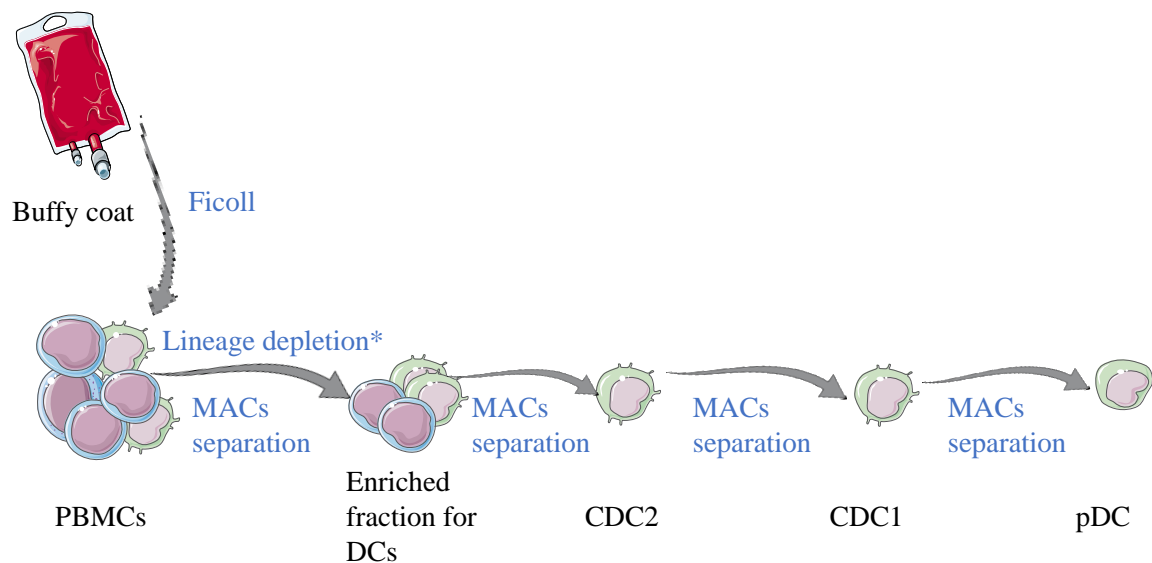 Buffy coat
Ficoll
Lineage depletion*
MACs
separation
MACs
separation
MACs
separation
MACs
separation
PBMCs
Enriched
fraction for
DCs
CDC2
CDC1
pDC